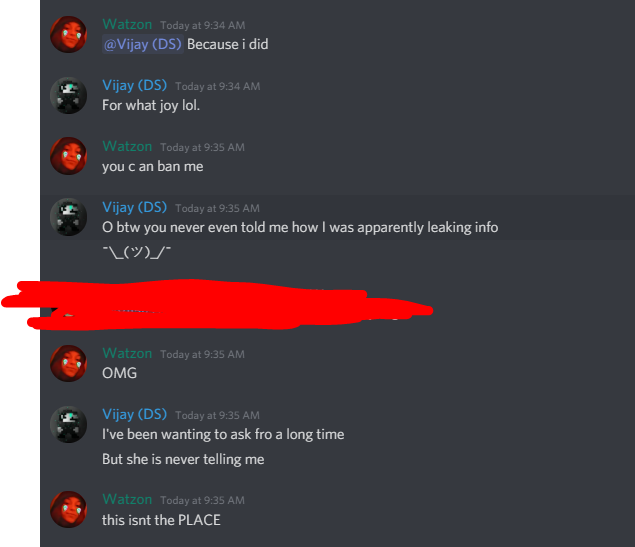 Watzon Today at 9:34 AM
@Vijay (DS) Because i did
Vijay (DS) Today at 9:34 AM
For what joy lol.
Watzon Today at 9:35 AM
you c an ban me
Vijay (DS) Today at 9:35 AM
O btw you never even told me how I was apparently leaking info
¯\_(ツ)_/¯
Watzon Today at 9:35 AM
OMG
Vijay (DS) Today at 9:35 AM
I've been wanting to ask fro a long time
But she is never telling me
Watzon Today at 9:35 AM
this isnt the PLACE